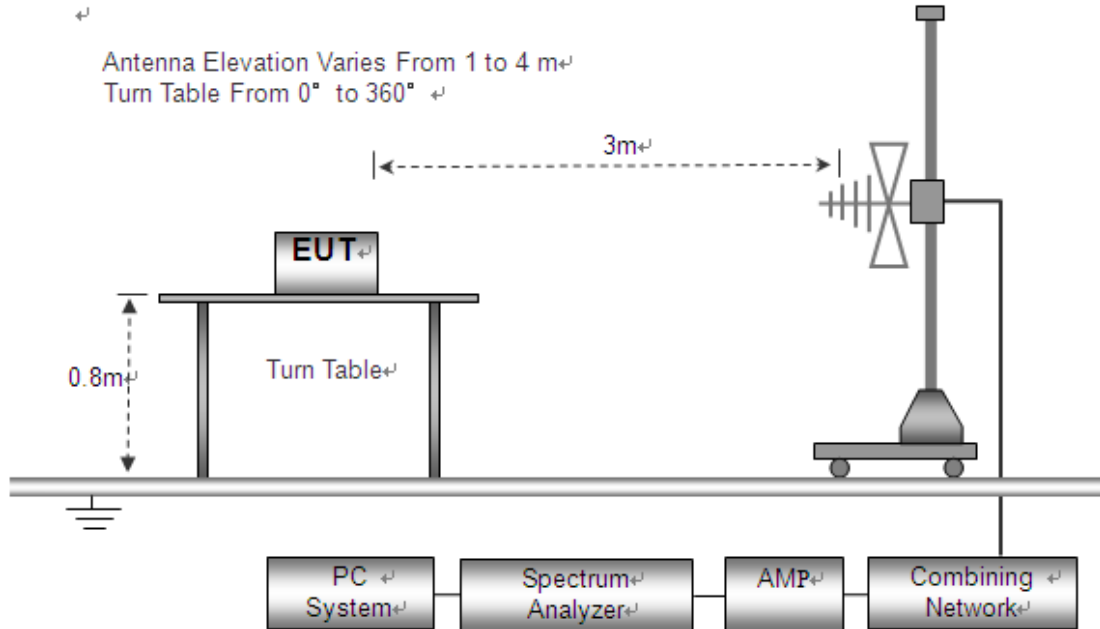 Antenna Elevation Varies From 1 to 4 m
Turn Table From 0° to 360°
3m
EUT
0.8m
Turn Table
PC
System
Spectrum
Analyzer
AMP
Combining
Network